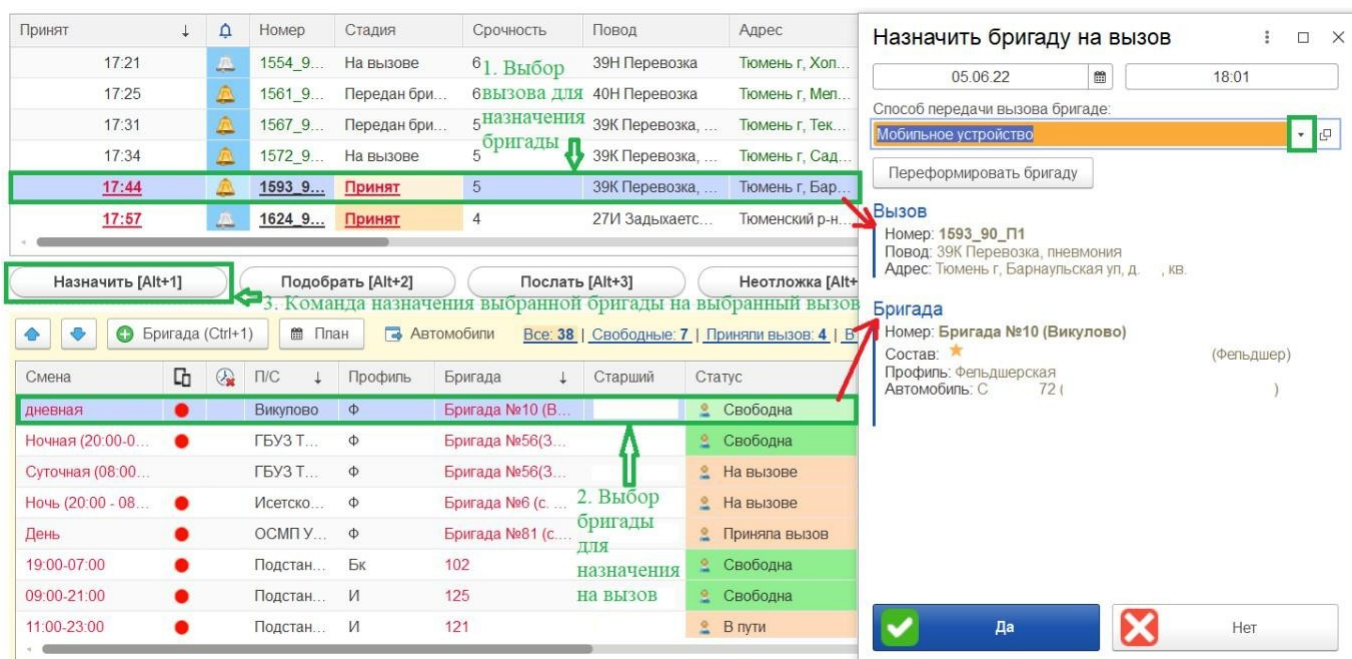 Принят ↓ Номер Стадия Срочность Повод Адрес
17:21 1554_9... На вызове 6 39Н Перевозка Тюмень г, Хол...
17:25 1561_9... Передан бри... 6 40Н Перевозка Тюмень г, Мел...
17:31 1567_9... Передан бри... 5 39К Перевозка, ... Тюмень г, Тек...
17:34 1572_9... На вызове 5 39К Перевозка, ... Тюмень г, Сад...
17:44 1593_9... Принят 5 39К Перевозка, ... Тюмень г, Бар...
17:57 1624_9... Принят 4 27И Задыхаетс... Тюменский р-н...
1. Выбор
вызова для
назначения
бригады
Назначить [Alt+1] Подобрать [Alt+2] Послать [Alt+3] Неотложка [Alt+
3. Команда назначения выбранной бригады на выбранный вызов
Бригада (Ctrl+1) План Автомобили Все: 38 | Свободные: 7 | Приняли вызов: 4 | В
Смена П/С ↓ Профиль Бригада ↓ Старший Статус
дневная Викулово Ф Бригада №10 (В... Свободна
Ночная (20:00-0... ГБУЗ Т... Ф Бригада №56(З... Свободна
Суточная (08:00... ГБУЗ Т... Ф Бригада №56(З... На вызове
Ночь (20:00 - 08... Исетско... Ф Бригада №6 (с. ... На вызове
День ОСМП У... Ф Бригада №81 (с.... Приняла вызов
19:00-07:00 Подстан... Бк 102 Свободна
09:00-21:00 Подстан... И 125 Свободна
11:00-23:00 Подстан... И 121 В пути
2. Выбор
бригады
для
назначения
на вызов
Назначить бригаду на вызов
05.06.22 18:01
Способ передачи вызова бригаде:
Мобильное устройство
Переформировать бригаду
Вызов
Номер: 1593_90_П1
Повод: 39К Перевозка, пневмония
Адрес: Тюмень г, Барнаульская ул, д. , кв.
Бригада
Номер: Бригада №10 (Викулово)
Состав: (Фельдшер)
Профиль: Фельдшерская
Автомобиль: С 72 ( )
Да Нет